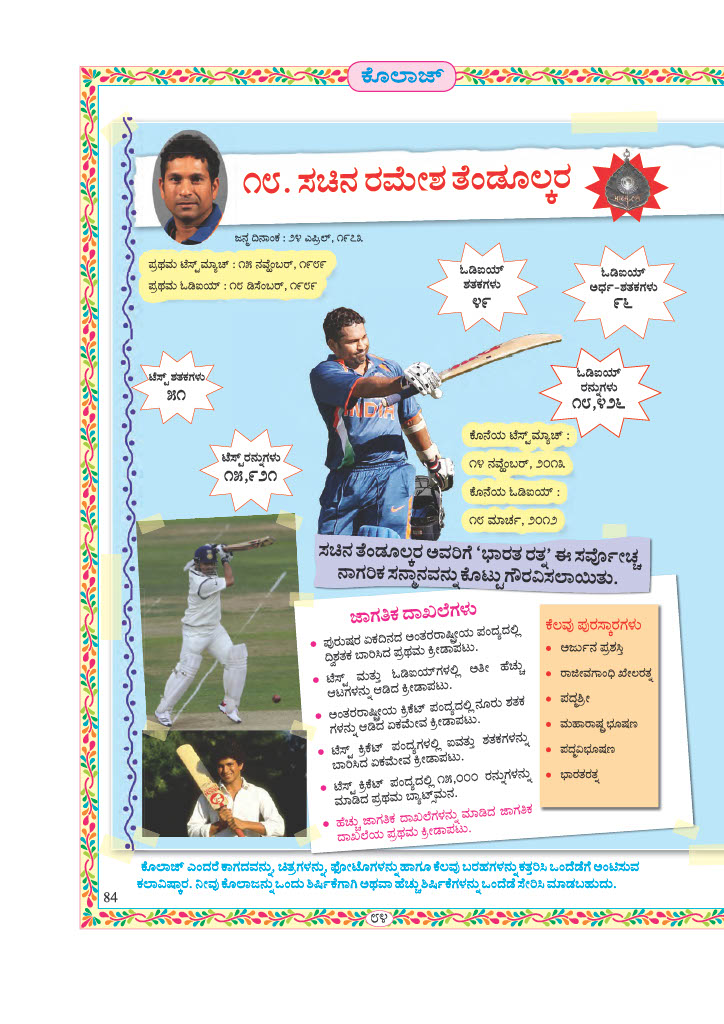 ಕೊಲಾಜ್
೧೮. ಸಚಿನ ರಮೇಶ ತೆಂಡೂಲ್ಕರ
ಜನ್ಮ ದಿನಾಂಕ : ೨೪ ಎಪ್ರಿಲ್, ೧೯೭೩
ಪ್ರಥಮ ಟೆಸ್ಟ್ ಮ್ಯಾಚ್ : ೧೫ ನವ್ಹೆಂಬರ್, ೧೯೮೯
ಪ್ರಥಮ ಓಡಿಐಯ್ : ೧೮ ಡಿಸೆಂಬರ್, ೧೯೮೯
ಓಡಿಐಯ್
ಶತಕಗಳು
೪೯
ಓಡಿಐಯ್
ಅರ್ಧ-ಶತಕಗಳು
೯೬
ಟೆಸ್ಟ್ ಶತಕಗಳು
೫೧
ಓಡಿಐಯ್
ರನ್ನುಗಳು
೧೮,೪೨೬
ಟೆಸ್ಟ್ ರನ್ನುಗಳು
೧೫,೯೨೧
INDIA
ಕೊನೆಯ ಟೆಸ್ಟ್ ಮ್ಯಾಚ್ :
೧೪ ನವ್ಹೆಂಬರ್, ೨೦೧೩
ಕೊನೆಯ ಓಡಿಐಯ್ :
೧೮ ಮಾರ್ಚ, ೨೦೧೨
ಸಚಿನ ತೆಂಡೂಲ್ಕರ ಅವರಿಗೆ ‘ಭಾರತ ರತ್ನ’ ಈ ಸರ್ವೋಚ್ಚ
ನಾಗರಿಕ ಸನ್ಮಾನವನ್ನು ಕೊಟ್ಟು ಗೌರವಿಸಲಾಯಿತು.
ಜಾಗತಿಕ ದಾಖಲೆಗಳು
• ಪುರುಷರ ಏಕದಿನದ ಅಂತರರಾಷ್ಟ್ರೀಯ ಪಂದ್ಯದಲ್ಲಿ
ದ್ವಿಶತಕ ಬಾರಿಸಿದ ಪ್ರಥಮ ಕ್ರೀಡಾಪಟು.
• ಟೆಸ್ಟ್ ಮತ್ತು ಓಡಿಐಯ್‌ಗಳಲ್ಲಿ ಅತೀ ಹೆಚ್ಚು
ಆಟಗಳನ್ನು ಆಡಿದ ಕ್ರೀಡಾಪಟು.
• ಅಂತರರಾಷ್ಟ್ರೀಯ ಕ್ರಿಕೆಟ್ ಪಂದ್ಯದಲ್ಲಿ ನೂರು ಶತಕ
ಗಳನ್ನು ಆಡಿದ ಏಕಮೇವ ಕ್ರೀಡಾಪಟು.
• ಟೆಸ್ಟ್ ಕ್ರಿಕೆಟ್ ಪಂದ್ಯಗಳಲ್ಲಿ ಐವತ್ತು ಶತಕಗಳನ್ನು
ಬಾರಿಸಿದ ಏಕಮೇವ ಕ್ರೀಡಾಪಟು.
• ಟೆಸ್ಟ್ ಕ್ರಿಕೆಟ್ ಪಂದ್ಯದಲ್ಲಿ ೧೫,೦೦೦ ರನ್ನುಗಳನ್ನು
ಮಾಡಿದ ಪ್ರಥಮ ಬ್ಯಾಟ್ಸ್‌ಮನ.
• ಹೆಚ್ಚು ಜಾಗತಿಕ ದಾಖಲೆಗಳನ್ನು ಮಾಡಿದ ಜಾಗತಿಕ
ದಾಖಲೆಯ ಪ್ರಥಮ ಕ್ರೀಡಾಪಟು.
ಕೆಲವು ಪುರಸ್ಕಾರಗಳು
• ಅರ್ಜುನ ಪ್ರಶಸ್ತಿ
• ರಾಜೀವಗಾಂಧಿ ಖೇಲರತ್ನ
• ಪದ್ಮಶ್ರೀ
• ಮಹಾರಾಷ್ಟ್ರ ಭೂಷಣ
• ಪದ್ಮವಿಭೂಷಣ
• ಭಾರತರತ್ನ
ಕೊಲಾಜ್ ಎಂದರೆ ಕಾಗದವನ್ನು, ಚಿತ್ರಗಳನ್ನು, ಫೋಟೊಗಳನ್ನು ಹಾಗೂ ಕೆಲವು ಬರಹಗಳನ್ನು ಕತ್ತರಿಸಿ ಒಂದೆಡೆಗೆ ಅಂಟಿಸುವ
ಕಲಾವಿಷ್ಕಾರ. ನೀವು ಕೊಲಾಜನ್ನು ಒಂದು ಶಿರ್ಷಿಕೆಗಾಗಿ ಅಥವಾ ಹೆಚ್ಚು ಶಿರ್ಷಿಕೆಗಳನ್ನು ಒಂದೆಡೆ ಸೇರಿಸಿ ಮಾಡಬಹುದು.
84
೮೪